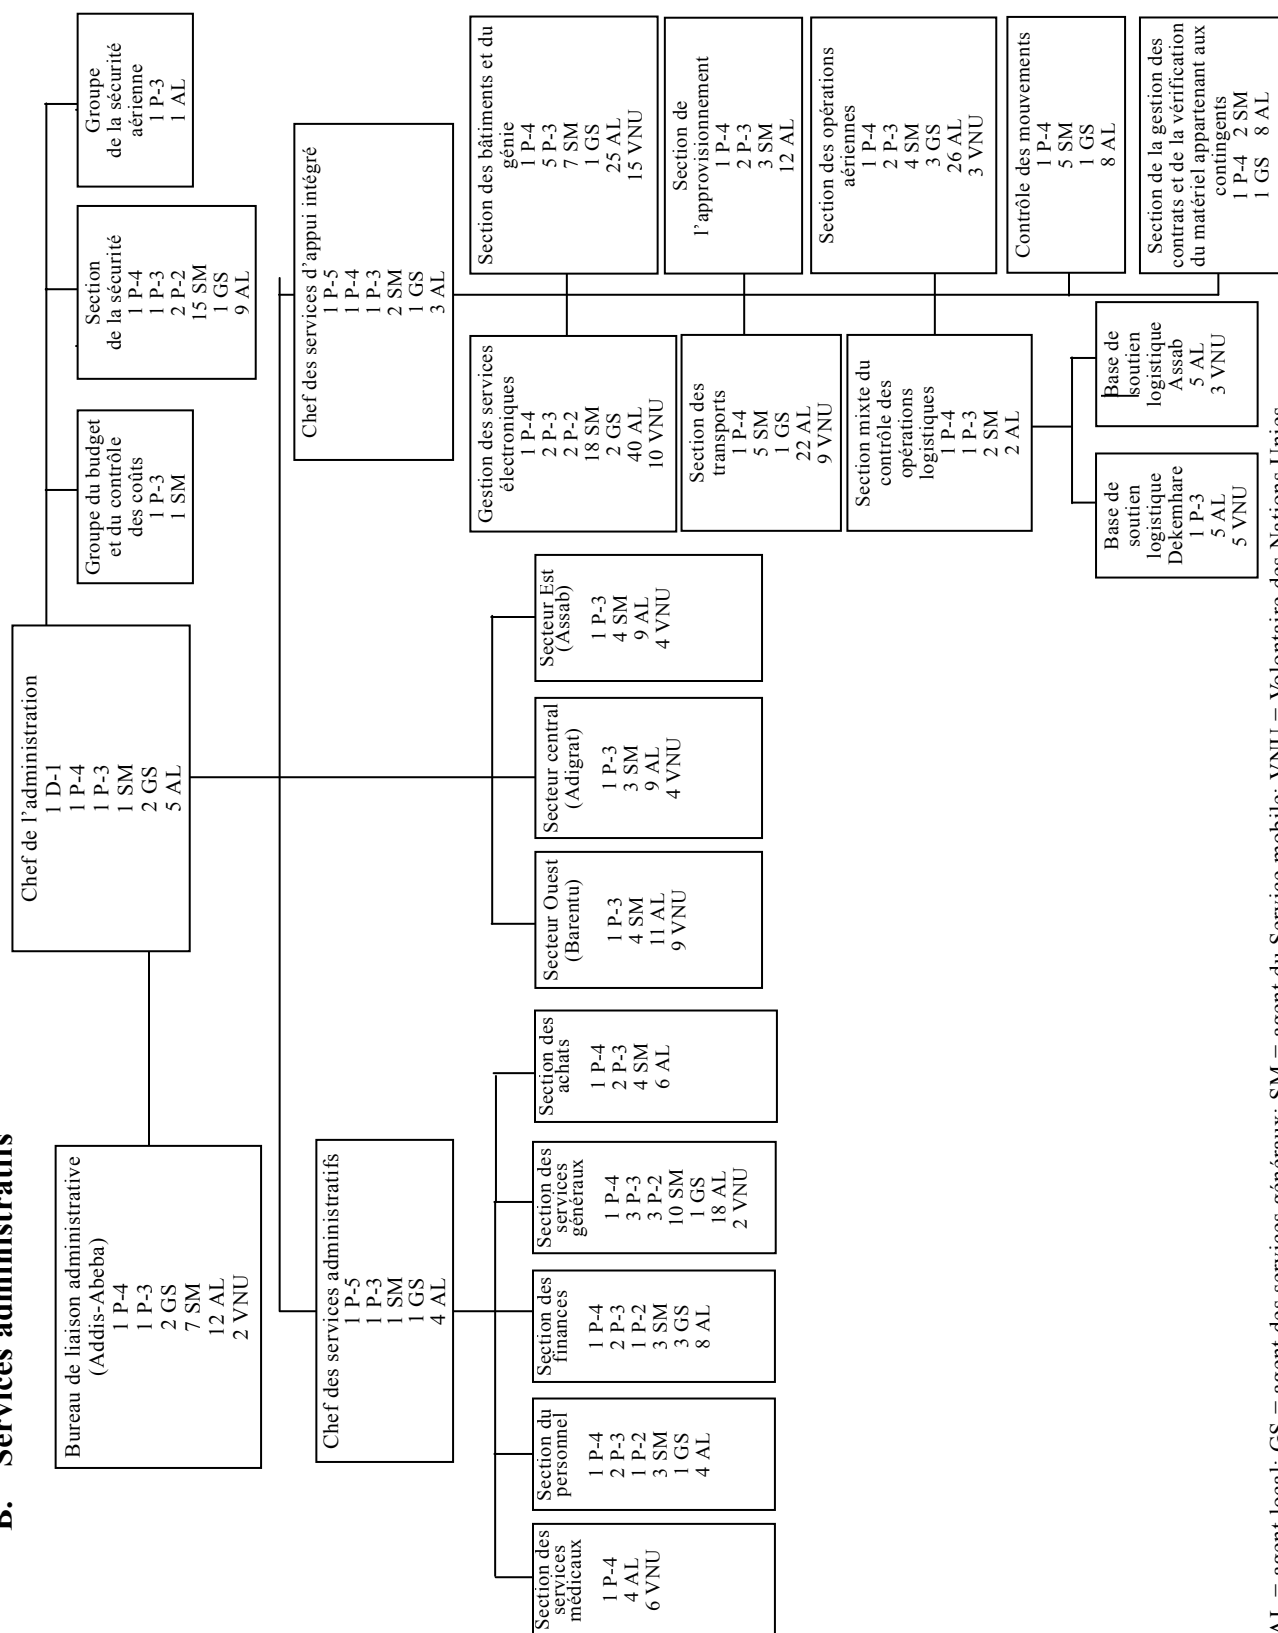 B. Services administratifs
Chef de l'administration
1 D-1
1 P-4
1 P-3
1 SM
2 GS
5 AL
Bureau de liaison administrative
(Addis-Abeba)
1 P-4
1 P-3
2 GS
7 SM
12 AL
2 VNU
Groupe du budget
et du contrôle
des coûts
1 P-3
1 SM
Section
de la sécurité
1 P-4
1 P-3
2 P-2
15 SM
1 GS
9 AL
Groupe
de la sécurité
aérienne
1 P-3
1 AL
Chef des services administratifs
1 P-5
1 P-3
1 SM
1 GS
4 AL
Chef des services d'appui intégré
1 P-5
1 P-4
1 P-3
2 SM
1 GS
3 AL
Section des
services
médicaux
1 P-4
4 AL
6 VNU
Section du
personnel
1 P-4
2 P-3
1 P-2
3 SM
1 GS
4 AL
Section des
finances
1 P-4
2 P-3
1 P-2
3 SM
3 GS
8 AL
Section des
services
généraux
1 P-4
3 P-3
3 P-2
10 SM
1 GS
18 AL
2 VNU
Section des
achats
1 P-4
2 P-3
4 SM
6 AL
Secteur Ouest
(Barentu)
1 P-3
4 SM
11 AL
9 VNU
Secteur central
(Adigrat)
1 P-3
3 SM
9 AL
4 VNU
Secteur Est
(Assab)
1 P-3
4 SM
9 AL
4 VNU
Gestion des services
électroniques
1 P-4
2 P-3
2 P-2
18 SM
2 GS
40 AL
10 VNU
Section des bâtiments et du
génie
1 P-4
5 P-3
7 SM
1 GS
25 AL
15 VNU
Section des
transports
1 P-4
5 SM
1 GS
22 AL
9 VNU
Section de
l'approvisionnement
1 P-4
2 P-3
3 SM
12 AL
Section mixte du
contrôle des
opérations
logistiques
1 P-4
1 P-3
2 SM
2 AL
Section des opérations
aériennes
1 P-4
2 P-3
4 SM
3 GS
26 AL
3 VNU
Contrôle des mouvements
1 P-4
5 SM
1 GS
8 AL
Section de la gestion des
contrats et de la vérification
du matériel appartenant aux
contingents
1 P-4 2 SM
1 GS 8 AL
Base de
soutien
logistique
Dekemhare
1 P-3
5 AL
5 VNU
Base de
soutien
logistique
Assab
5 AL
3 VNU
AL = agent local; GS = agent des services généraux; SM = agent du Service mobile; VNU = Volontaire des Nations Unies